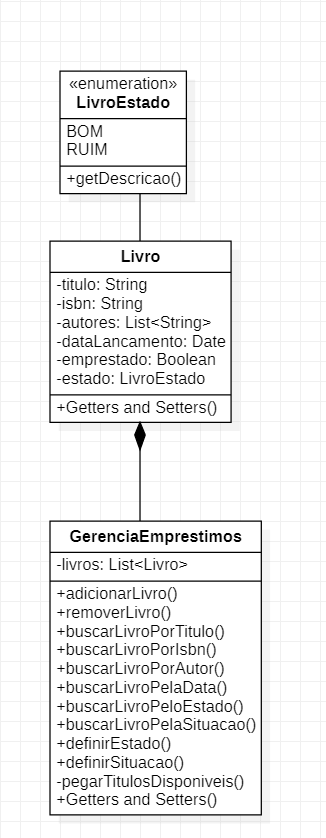 «enumeration»
LivroEstado
BOM
RUIM
+getDescricao()
Livro
-titulo: String
-isbn: String
-autores: List<String>
-dataLancamento: Date
-emprestado: Boolean
-estado: LivroEstado
+Getters and Setters()
GerenciaEmprestimos
-livros: List<Livro>
+adicionarLivro()
+removerLivro()
+buscarLivroPorTitulo()
+buscarLivroPorIsbn()
+buscarLivroPorAutor()
+buscarLivroPelaData()
+buscarLivroPeloEstado()
+buscarLivroPelaSituacao()
+definirEstado()
+definirSituacao()
-pegarTitulosDisponiveis()
+Getters and Setters()